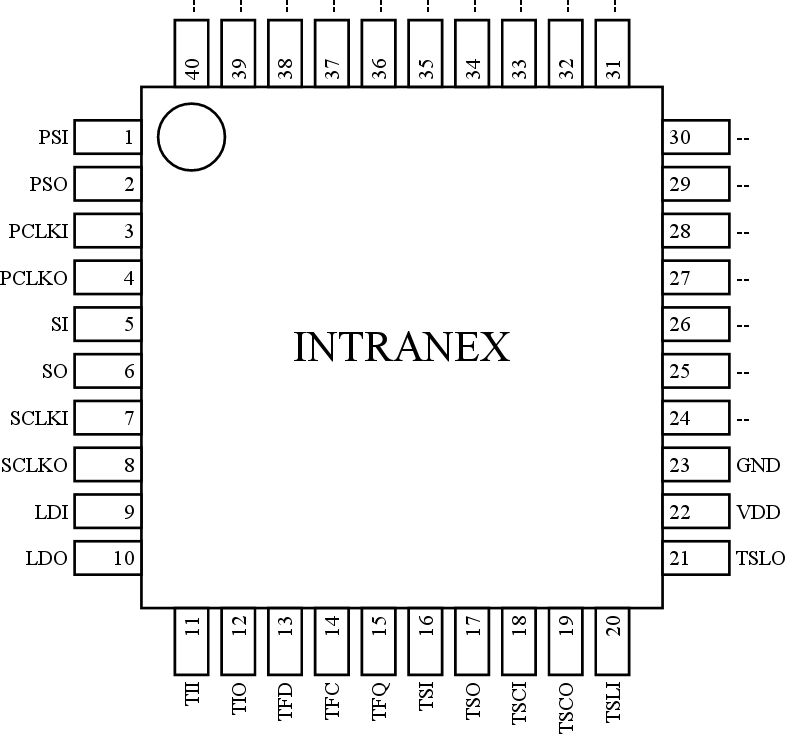 -- -- -- -- -- -- -- -- -- --
40 39 38 37 36 35 34 33 32 31
PSI 1 30 --
PSO 2 29 --
PCLKI 3 28 --
PCLKO 4 27 --
SI 5 26 --
INTRANEX
SO 6 25 --
SCLKI 7 24 --
SCLKO 8 23 GND
LDI 9 22 VDD
LDO 10 21 TSLO
11 12 13 14 15 16 17 18 19 20
TII TIO TFD TFC TFQ TSI TSO TSCI TSCO TSLI